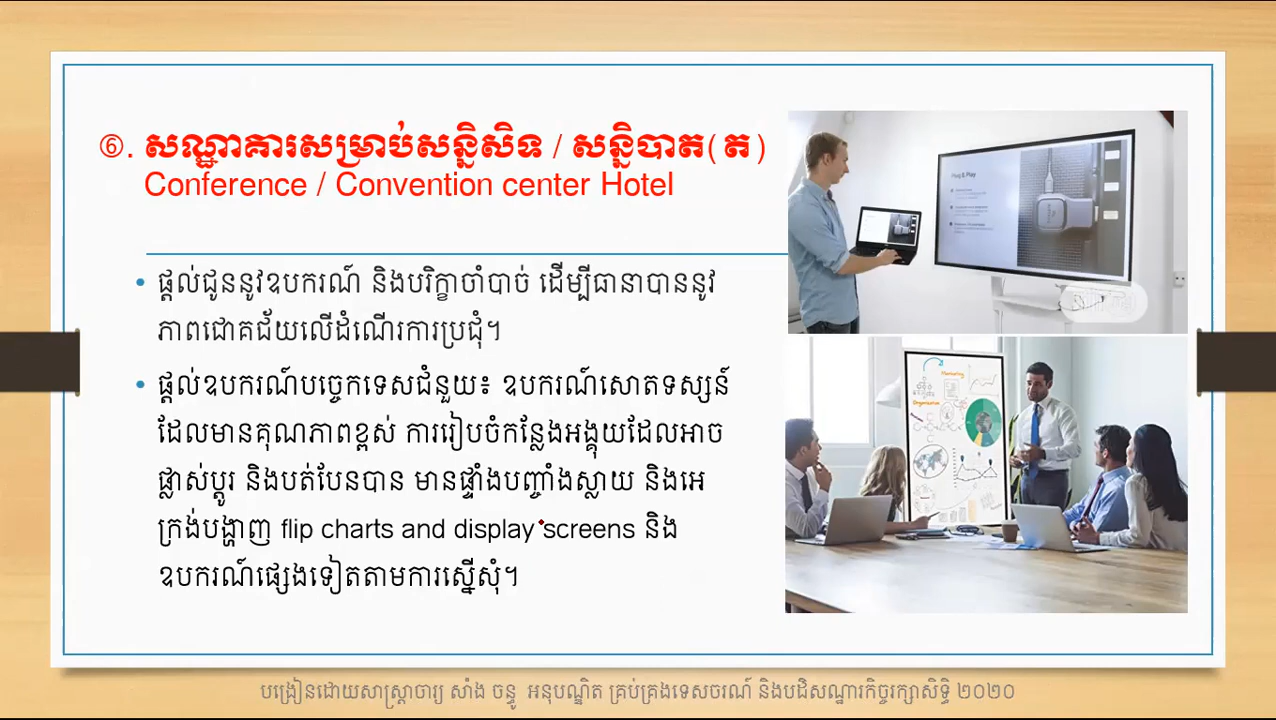 ⑥. សណ្ឋាគារសម្រាប់សន្និសិទ / សន្និបាត(ត)
Conference / Convention center Hotel
• ផ្តល់ជូននូវឧបករណ៍ និងបរិក្ខាចាំបាច់ ដើម្បីធានាបាននូវ
ភាពជោគជ័យលើដំណើរការប្រជុំ។
• ផ្តល់ឧបករណ៍បច្ចេកទេសជំនួយ៖ ឧបករណ៍សោតទស្សន៍
ដែលមានគុណភាពខ្ពស់ ការរៀបចំកន្លែងអង្គុយដែលអាច
ផ្លាស់ប្តូរ និងបត់បែនបាន មានផ្ទាំងបញ្ចាំងស្លាយ និងអេ
ក្រង់បង្ហាញ flip charts and display screens និង
ឧបករណ៍ផ្សេងទៀតតាមការស្នើសុំ។
Plug & Play
Marketing
Organisation
បង្រៀនដោយសាស្ត្រាចារ្យ សាំង ចន្ធូ អនុបណ្ឌិត គ្រប់គ្រងទេសចរណ៍ និងបដិសណ្ឋារកិច្ចរក្សាសិទ្ធិ ២០២០